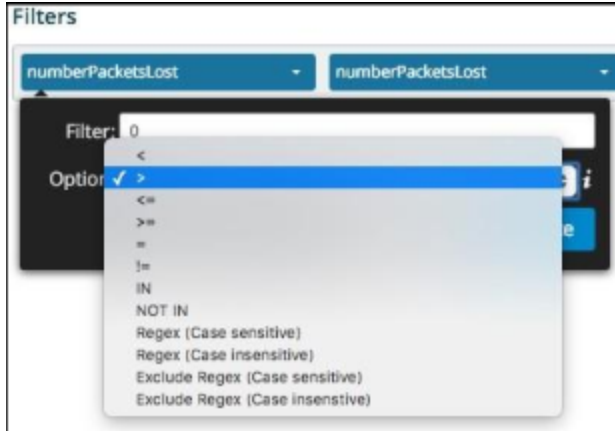 Filters
numberPacketsLost numberPacketsLost
Filter: 0
<
Option ✓ > i
<=
>= e
=
!=
IN
NOT IN
Regex (Case sensitive)
Regex (Case insensitive)
Exclude Regex (Case sensitive)
Exclude Regex (Case insenstive)